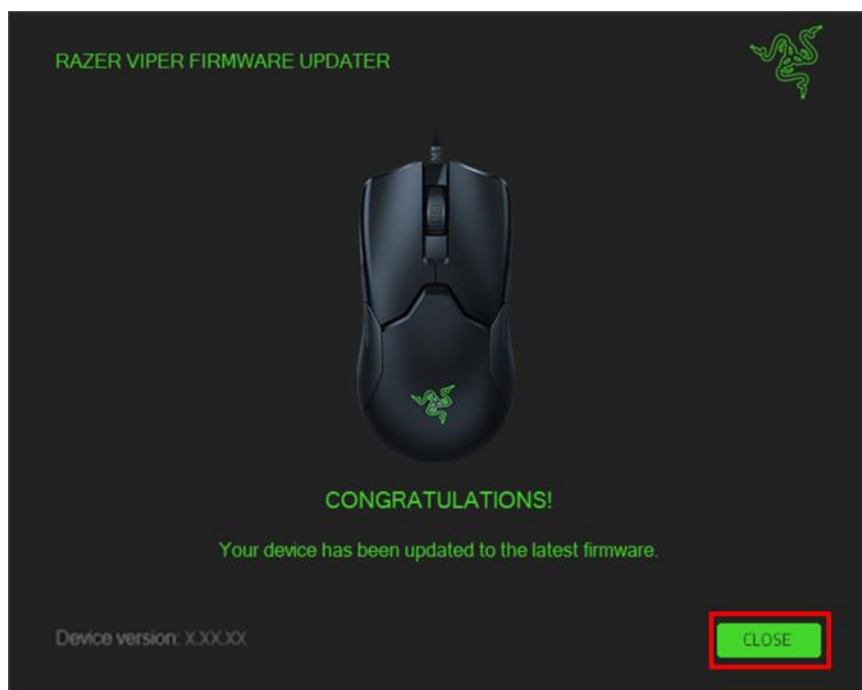 RAZER VIPER FIRMWARE UPDATER
CONGRATULATIONS!
Your device has been updated to the latest firmware.
Device version: X.XX.XX
CLOSE